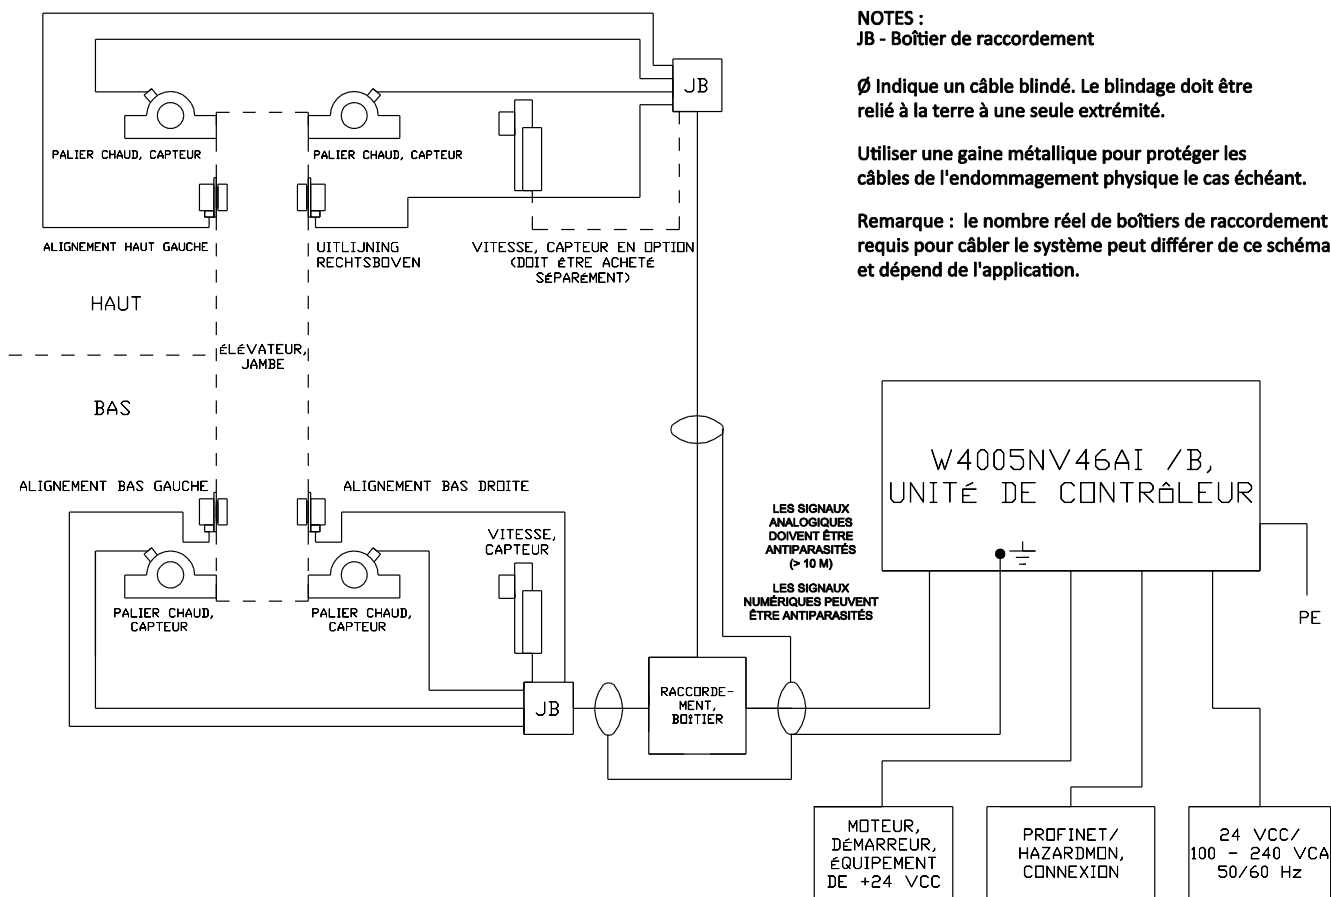 NOTES :
JB - Boîtier de raccordement
Ø Indique un câble blindé. Le blindage doit être
relié à la terre à une seule extrémité.
Utiliser une gaine métallique pour protéger les
câbles de l'endommagement physique le cas échéant.
Remarque :  le nombre réel de boîtiers de raccordement
requis pour câbler le système peut différer de ce schéma
et dépend de l'application.
JB
PALIER CHAUD, CAPTEUR
PALIER CHAUD, CAPTEUR
ALIGNEMENT HAUT GAUCHE
UITLIJNING
RECHTSBOVEN
VITESSE, CAPTEUR EN OPTION
(DOIT ÊTRE ACHETÉ
SÉPARÉMENT)
HAUT
ÉLÉVATEUR,
JAMBE
BAS
ALIGNEMENT BAS GAUCHE
ALIGNEMENT BAS DROITE
VITESSE,
CAPTEUR
PALIER CHAUD,
CAPTEUR
PALIER CHAUD,
CAPTEUR
JB
RACCORDE-
MENT,
BOÎTIER
LES SIGNAUX
ANALOGIQUES
DOIVENT ÊTRE
ANTIPARASITÉS
(> 10 M)
LES SIGNAUX
NUMÉRIQUES PEUVENT
ÊTRE ANTIPARASITÉS
W4005NV46AI /B,
UNITÉ DE CONTRÔLEUR
PE
MOTEUR,
DÉMARREUR,
ÉQUIPEMENT
DE +24 VCC
PROFINET/
HAZARDMON,
CONNEXION
24 VCC/
100 - 240 VCA
50/60 Hz